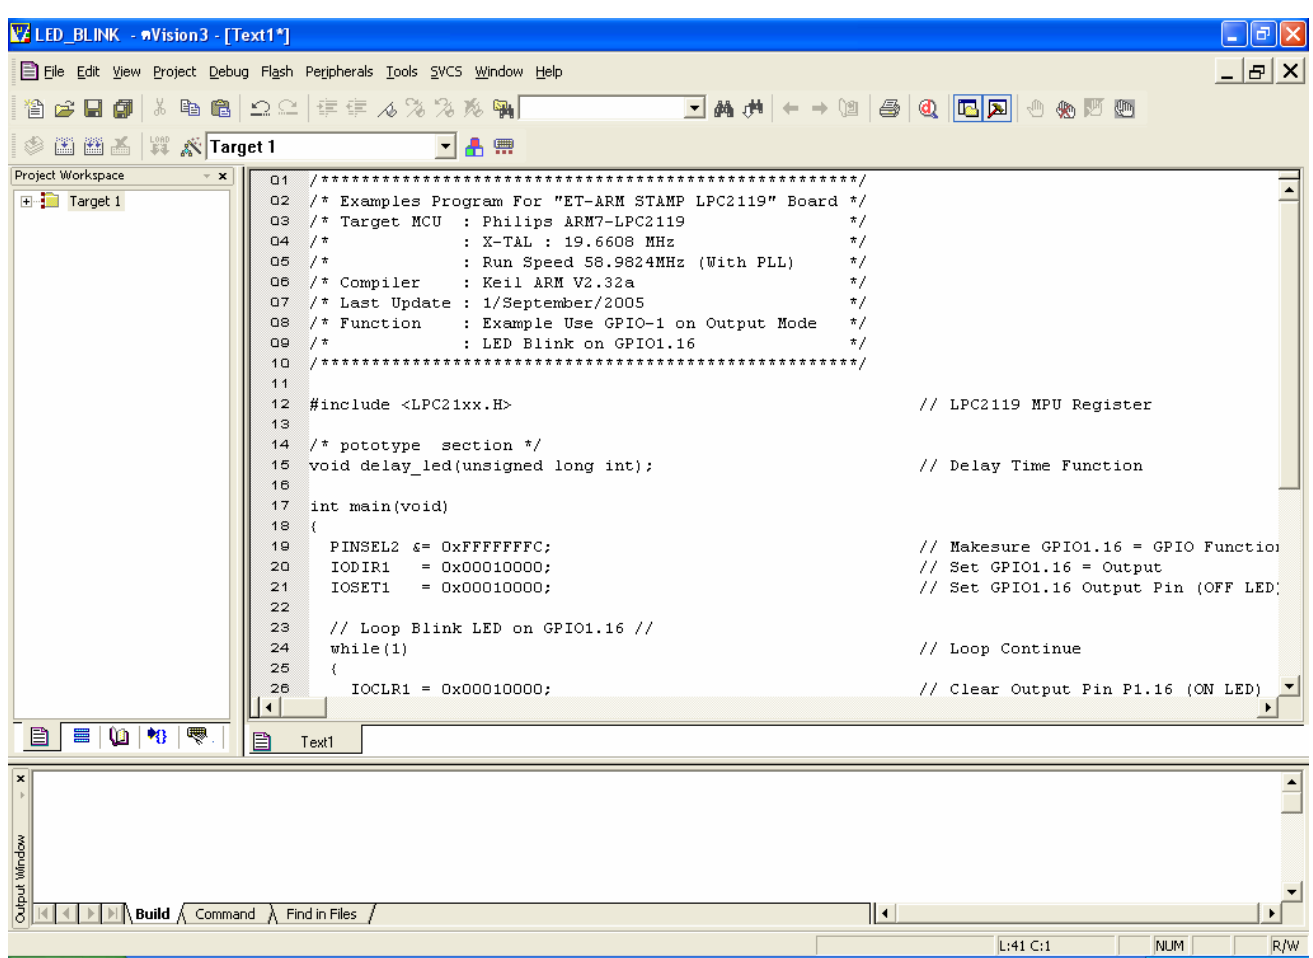 LED_BLINK - תVision3 - [Text1*]
File Edit View Project Debug Flash Peripherals Tools SVCS Window Help
LOAD Target 1
Project Workspace
Target 1
01 /****************************************************/
02 /* Examples Program For "ET-ARM STAMP LPC2119" Board */
03 /* Target MCU : Philips ARM7-LPC2119 */
04 /* : X-TAL : 19.6608 MHz */
05 /* : Run Speed 58.9824MHz (With PLL) */
06 /* Compiler : Keil ARM V2.32a */
07 /* Last Update : 1/September/2005 */
08 /* Function : Example Use GPIO-1 on Output Mode */
09 /* : LED Blink on GPIO1.16 */
10 /****************************************************/
11
12 #include <LPC21xx.H> // LPC2119 MPU Register
13
14 /* pototype section */
15 void delay_led(unsigned long int); // Delay Time Function
16
17 int main(void)
18 {
19 PINSEL2 &= 0xFFFFFFFC; // Makesure GPIO1.16 = GPIO Function
20 IODIR1 = 0x00010000; // Set GPIO1.16 = Output
21 IOSET1 = 0x00010000; // Set GPIO1.16 Output Pin (OFF LED)
22
23 // Loop Blink LED on GPIO1.16 //
24 while(1) // Loop Continue
25 {
26 IOCLR1 = 0x00010000; // Clear Output Pin P1.16 (ON LED)
Text1
Output Window
Build Command Find in Files
L:41 C:1 NUM R/W